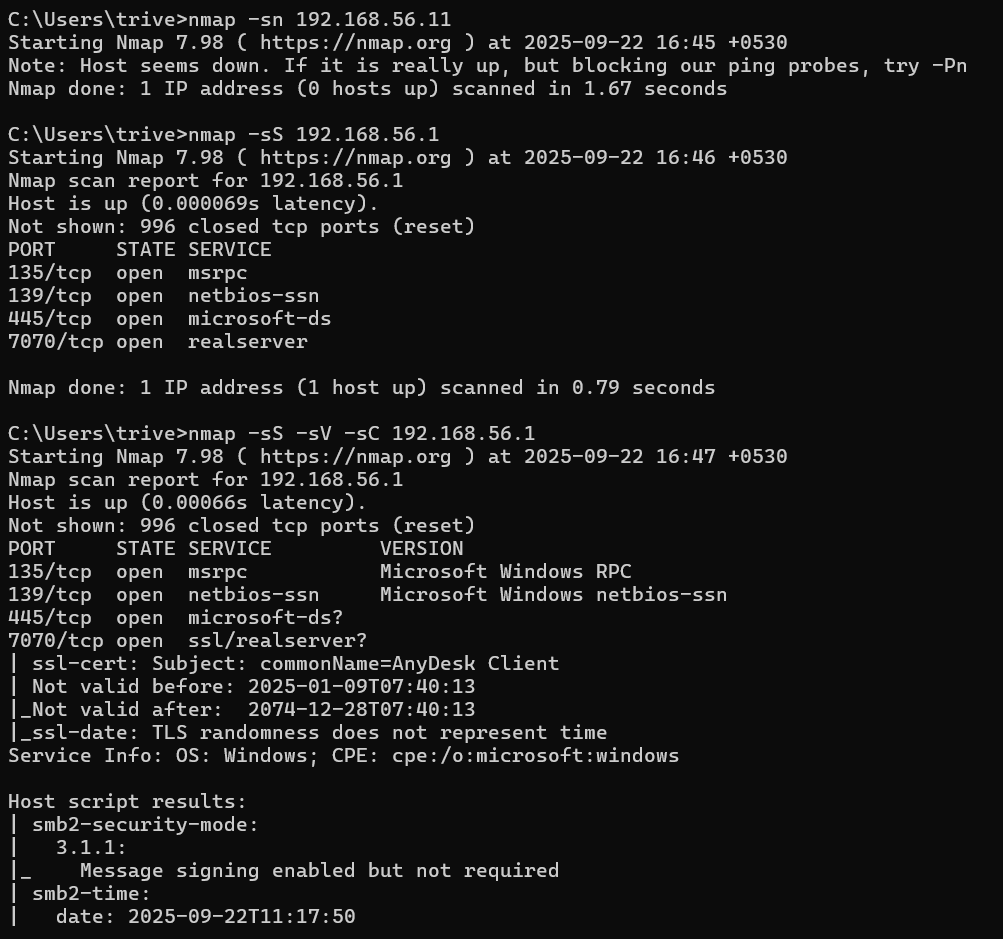 C:\Users\trive>nmap -sn 192.168.56.11
Starting Nmap 7.98 ( https://nmap.org ) at 2025-09-22 16:45 +0530
Note: Host seems down. If it is really up, but blocking our ping probes, try -Pn
Nmap done: 1 IP address (0 hosts up) scanned in 1.67 seconds

C:\Users\trive>nmap -sS 192.168.56.1
Starting Nmap 7.98 ( https://nmap.org ) at 2025-09-22 16:46 +0530
Nmap scan report for 192.168.56.1
Host is up (0.000069s latency).
Not shown: 996 closed tcp ports (reset)
PORT     STATE SERVICE
135/tcp  open  msrpc
139/tcp  open  netbios-ssn
445/tcp  open  microsoft-ds
7070/tcp open  realserver

Nmap done: 1 IP address (1 host up) scanned in 0.79 seconds

C:\Users\trive>nmap -sS -sV -sC 192.168.56.1
Starting Nmap 7.98 ( https://nmap.org ) at 2025-09-22 16:47 +0530
Nmap scan report for 192.168.56.1
Host is up (0.00066s latency).
Not shown: 996 closed tcp ports (reset)
PORT     STATE SERVICE         VERSION
135/tcp  open  msrpc           Microsoft Windows RPC
139/tcp  open  netbios-ssn     Microsoft Windows netbios-ssn
445/tcp  open  microsoft-ds?
7070/tcp open  ssl/realserver?
| ssl-cert: Subject: commonName=AnyDesk Client
| Not valid before: 2025-01-09T07:40:13
|_Not valid after:  2074-12-28T07:40:13
|_ssl-date: TLS randomness does not represent time
Service Info: OS: Windows; CPE: cpe:/o:microsoft:windows

Host script results:
| smb2-security-mode:
|   3.1.1:
|_    Message signing enabled but not required
| smb2-time:
|   date: 2025-09-22T11:17:50